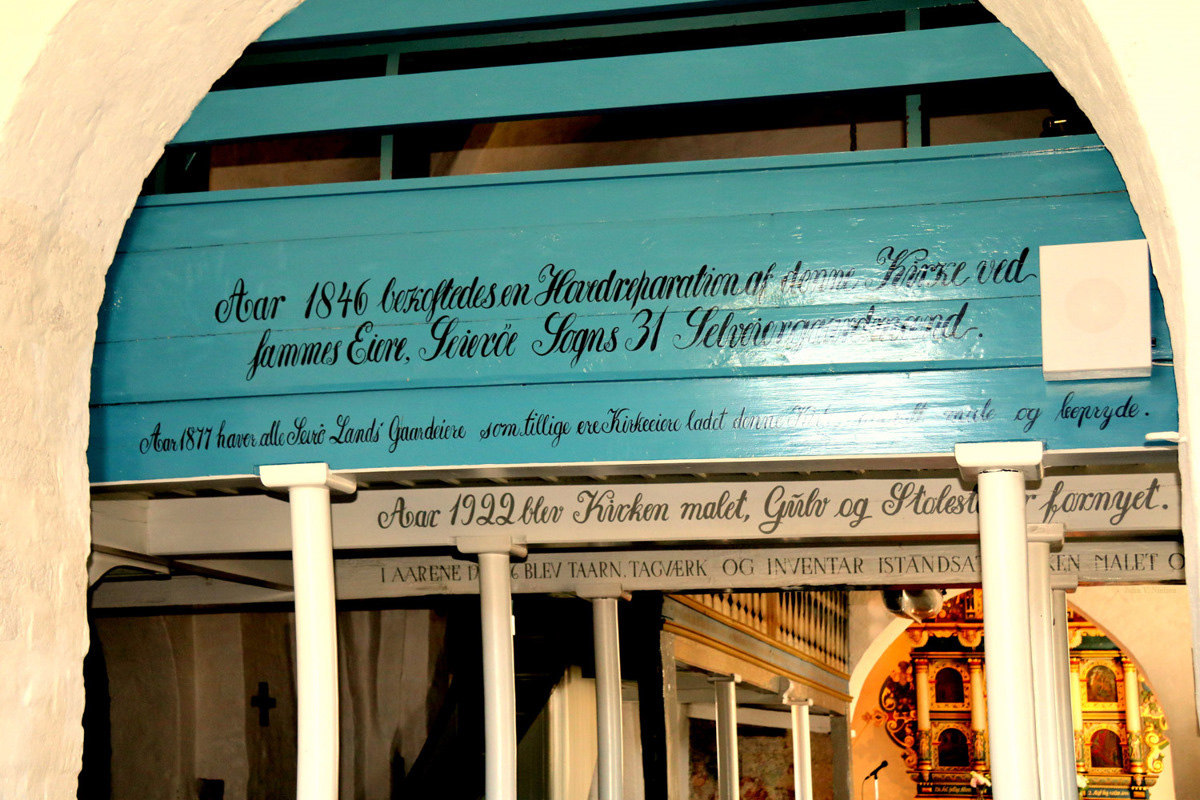 Aar 1846 bekostedes en Hovedreparation af denne Kirke ved
sammes Eiere, Seierøe Sogns 31 Selveiergaardmænd.
Aar 1877 haver alle Seirø Lands Gaardeiere som tillige ere Kirkeeiere ladet denne male og bepryde.
Aar 1922 blev Kirken malet, Gulv og fornyet.
I AARENE BLEV TAARN. TAGVÆRK OG INVENTAR MALET